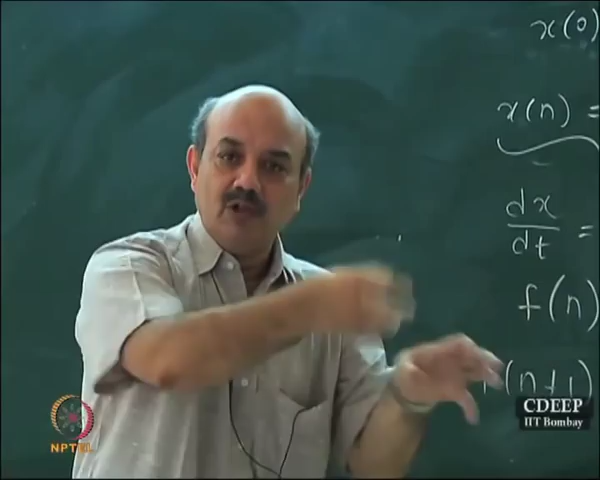 x(0)
x(n) =
dx/dt =
f(n)
(n+1)
CDEEP
IIT Bombay
NPTEL